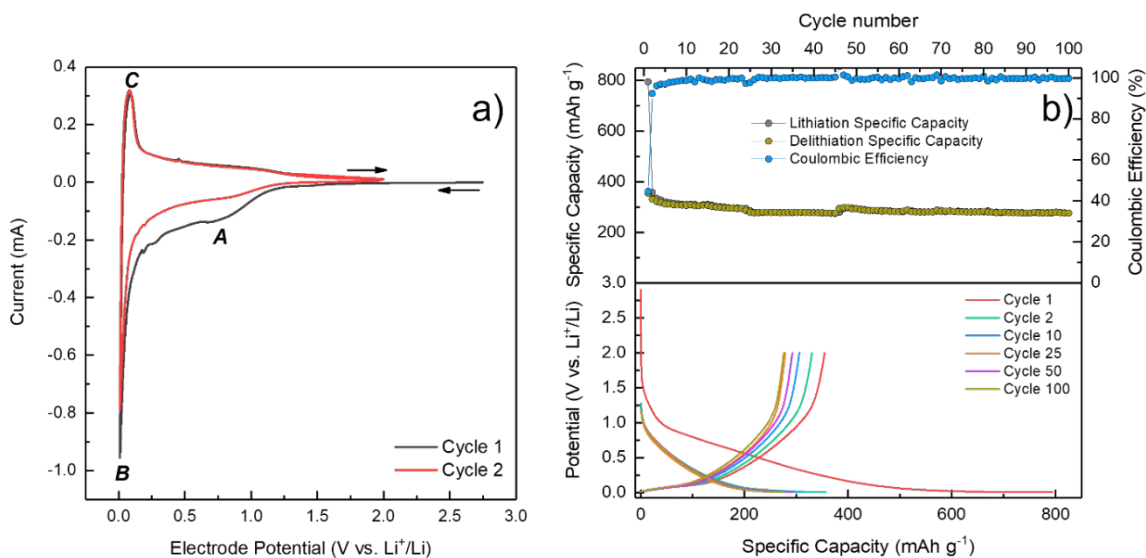 a)
C
A
B
0.4
0.2
0.0
-0.2
-0.4
-0.6
-0.8
-1.0
Current (mA)
Cycle 1
Cycle 2
0.0 0.5 1.0 1.5 2.0 2.5 3.0
Electrode Potential (V vs. Li⁺/Li)
Cycle number
0 10 20 30 40 50 60 70 80 90 100
b)
800
600
400
200
Specific Capacity (mAh g⁻¹)
Lithiation Specific Capacity
Delithiation Specific Capacity
Coulombic Efficiency
100
80
60
40
20
0
Coulombic Efficiency (%)
3.0
2.5
2.0
1.5
1.0
0.5
0.0
Potential (V vs. Li⁺/Li)
Cycle 1
Cycle 2
Cycle 10
Cycle 25
Cycle 50
Cycle 100
0 200 400 600 800
Specific Capacity (mAh g⁻¹)